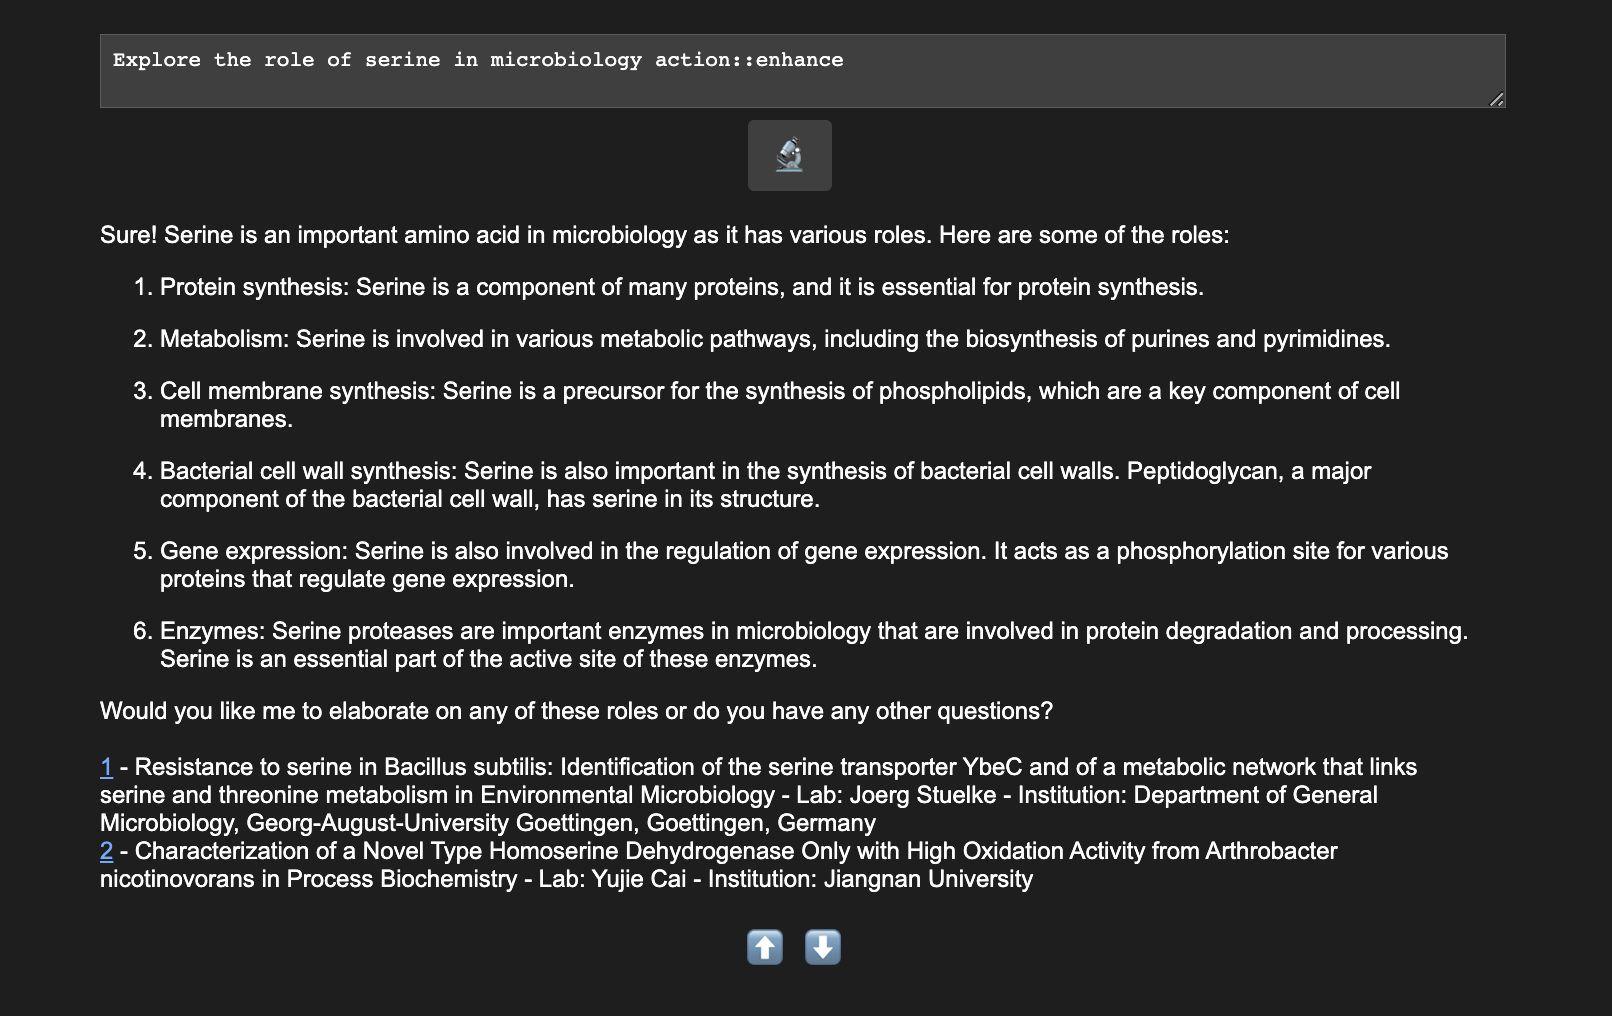 Explore the role of serine in microbiology action::enhance
Sure! Serine is an important amino acid in microbiology as it has various roles. Here are some of the roles:
1. Protein synthesis: Serine is a component of many proteins, and it is essential for protein synthesis.
2. Metabolism: Serine is involved in various metabolic pathways, including the biosynthesis of purines and pyrimidines.
3. Cell membrane synthesis: Serine is a precursor for the synthesis of phospholipids, which are a key component of cell
membranes.
4. Bacterial cell wall synthesis: Serine is also important in the synthesis of bacterial cell walls. Peptidoglycan, a major
component of the bacterial cell wall, has serine in its structure.
5. Gene expression: Serine is also involved in the regulation of gene expression. It acts as a phosphorylation site for various
proteins that regulate gene expression.
6. Enzymes: Serine proteases are important enzymes in microbiology that are involved in protein degradation and processing.
Serine is an essential part of the active site of these enzymes.
Would you like me to elaborate on any of these roles or do you have any other questions?
1 - Resistance to serine in Bacillus subtilis: Identification of the serine transporter YbeC and of a metabolic network that links
serine and threonine metabolism in Environmental Microbiology - Lab: Joerg Stuelke - Institution: Department of General
Microbiology, Georg-August-University Goettingen, Goettingen, Germany
2 - Characterization of a Novel Type Homoserine Dehydrogenase Only with High Oxidation Activity from Arthrobacter
nicotinovorans in Process Biochemistry - Lab: Yujie Cai - Institution: Jiangnan University